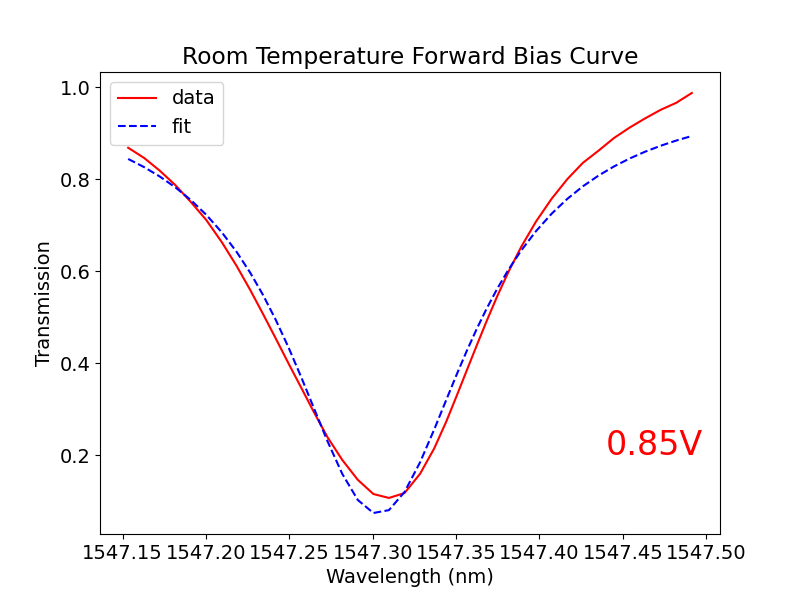 Room Temperature Forward Bias Curve
data
fit
1.0
0.8
0.6
0.4
0.2
Transmission
0.85V
1547.15 1547.20 1547.25 1547.30 1547.35 1547.40 1547.45 1547.50
Wavelength (nm)